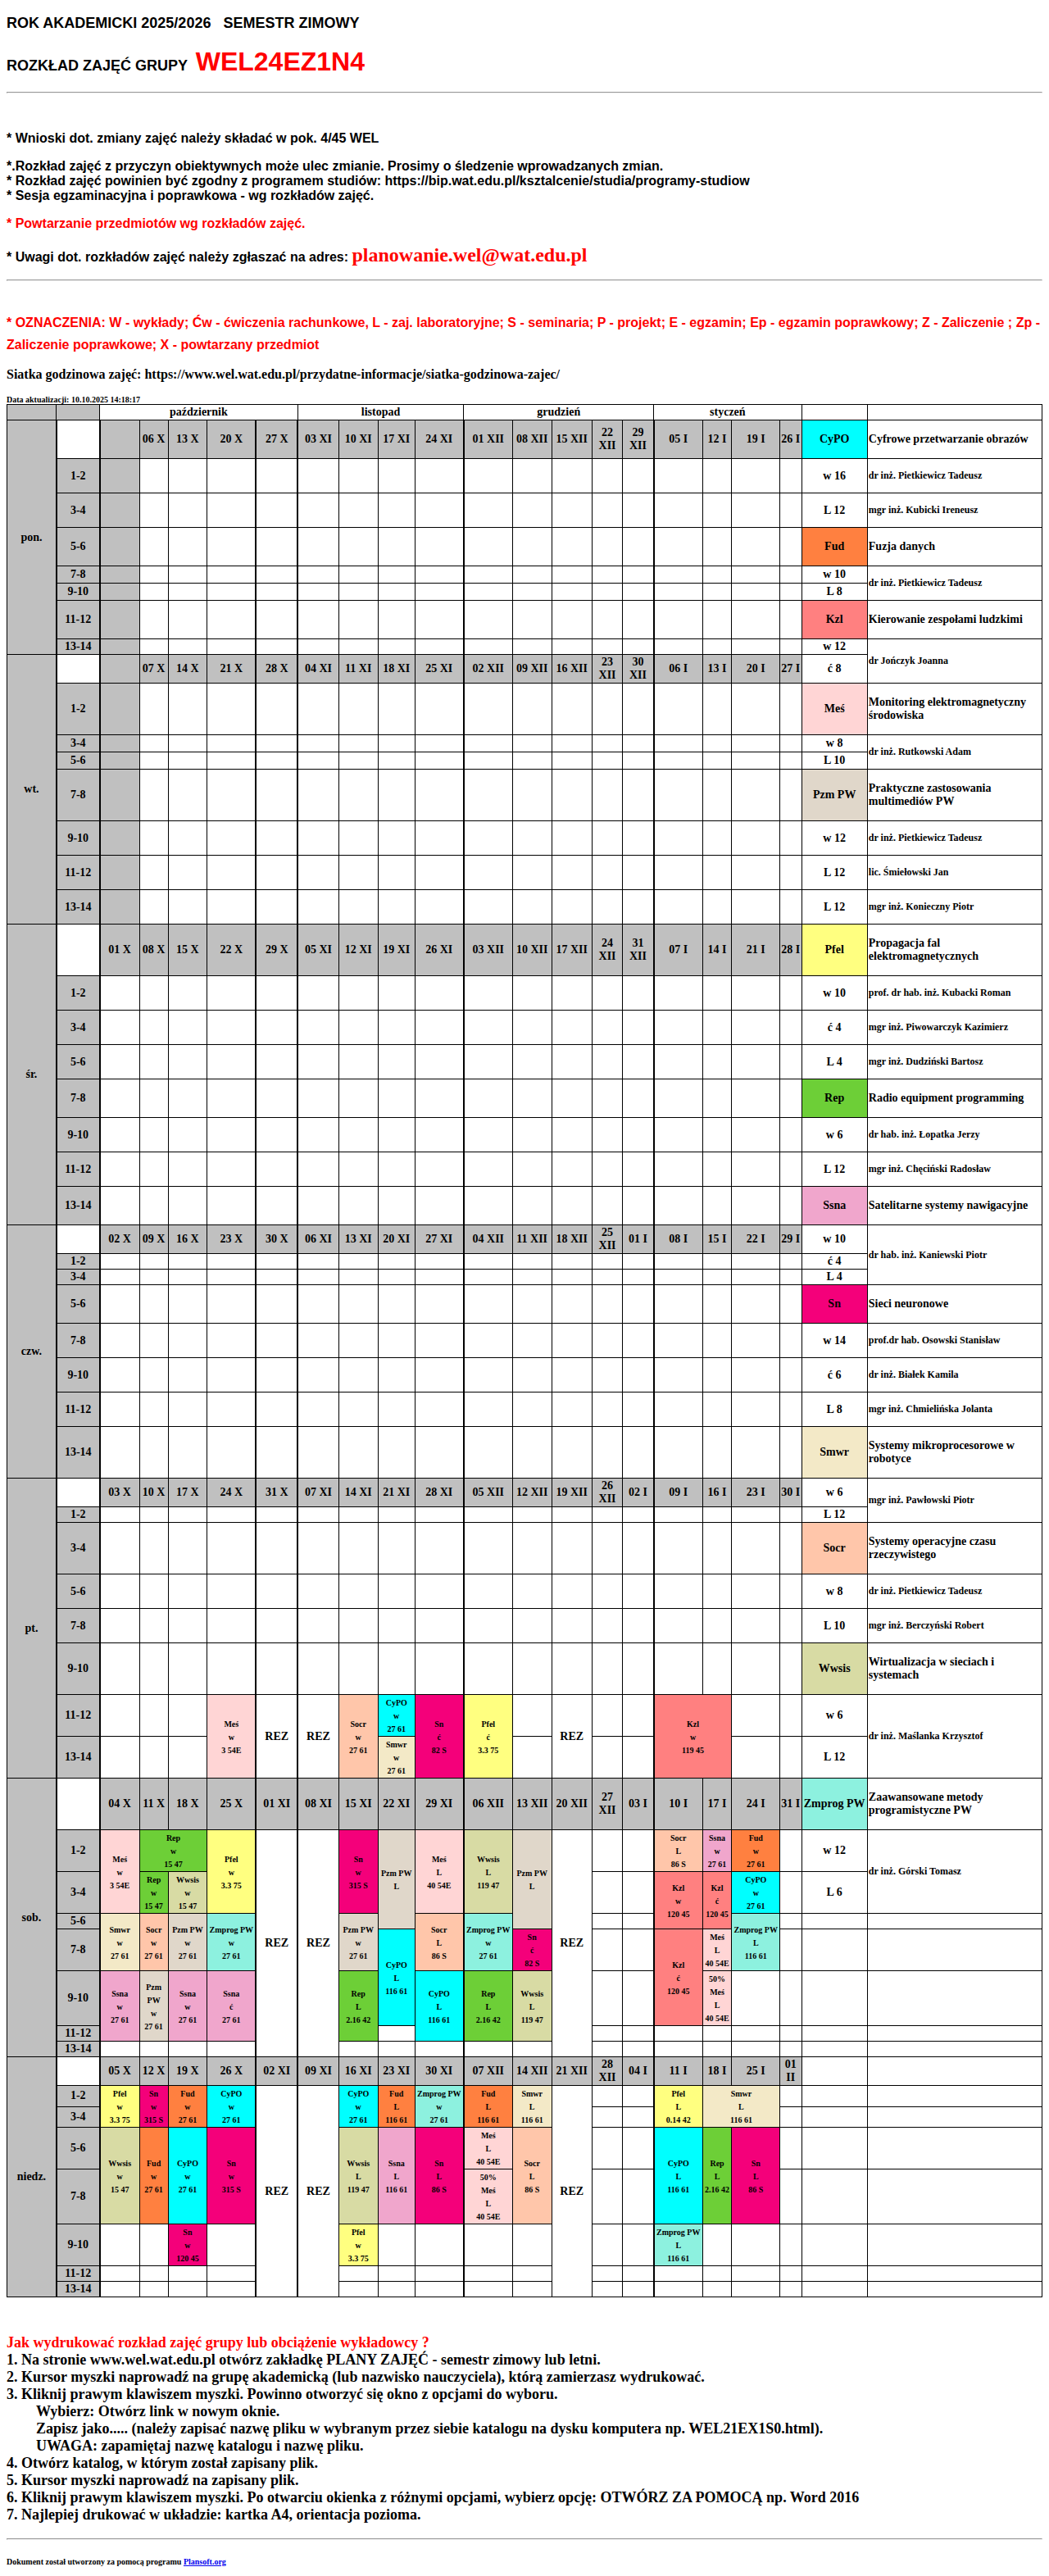 ROK AKADEMICKI 2025/2026 SEMESTR ZIMOWY
ROZKŁAD ZAJĘĆ GRUPY WEL24EZ1N4
* Wnioski dot. zmiany zajęć należy składać w pok. 4/45 WEL
*.Rozkład zajęć z przyczyn obiektywnych może ulec zmianie. Prosimy o śledzenie wprowadzanych zmian.
* Rozkład zajęć powinien być zgodny z programem studiów: https://bip.wat.edu.pl/ksztalcenie/studia/programy-studiow
* Sesja egzaminacyjna i poprawkowa - wg rozkładów zajęć.
* Powtarzanie przedmiotów wg rozkładów zajęć.
* Uwagi dot. rozkładów zajęć należy zgłaszać na adres: planowanie.wel@wat.edu.pl
* OZNACZENIA: W - wykłady; Ćw - ćwiczenia rachunkowe, L - zaj. laboratoryjne; S - seminaria; P - projekt; E - egzamin; Ep - egzamin poprawkowy; Z - Zaliczenie ; Zp -
Zaliczenie poprawkowe; X - powtarzany przedmiot
Siatka godzinowa zajęć: https://www.wel.wat.edu.pl/przydatne-informacje/siatka-godzinowa-zajec/
Data aktualizacji: 10.10.2025 14:18:17
październik listopad grudzień styczeń
pon. 06 X 13 X 20 X 27 X 03 XI 10 XI 17 XI 24 XI 01 XII 08 XII 15 XII 22 XII 29 XII 05 I 12 I 19 I 26 I CyPO Cyfrowe przetwarzanie obrazów
1-2 w 16 dr inż. Pietkiewicz Tadeusz
3-4 L 12 mgr inż. Kubicki Ireneusz
5-6 Fud Fuzja danych
7-8 w 10 dr inż. Pietkiewicz Tadeusz
9-10 L 8
11-12 Kzl Kierowanie zespołami ludzkimi
13-14 w 12 dr Jończyk Joanna
wt. 07 X 14 X 21 X 28 X 04 XI 11 XI 18 XI 25 XI 02 XII 09 XII 16 XII 23 XII 30 XII 06 I 13 I 20 I 27 I ć 8
1-2 Meś Monitoring elektromagnetyczny środowiska
3-4 w 8 dr inż. Rutkowski Adam
5-6 L 10
7-8 Pzm PW Praktyczne zastosowania multimediów PW
9-10 w 12 dr inż. Pietkiewicz Tadeusz
11-12 L 12 lic. Śmiełowski Jan
13-14 L 12 mgr inż. Konieczny Piotr
śr. 01 X 08 X 15 X 22 X 29 X 05 XI 12 XI 19 XI 26 XI 03 XII 10 XII 17 XII 24 XII 31 XII 07 I 14 I 21 I 28 I Pfel Propagacja fal elektromagnetycznych
1-2 w 10 prof. dr hab. inż. Kubacki Roman
3-4 ć 4 mgr inż. Piwowarczyk Kazimierz
5-6 L 4 mgr inż. Dudziński Bartosz
7-8 Rep Radio equipment programming
9-10 w 6 dr hab. inż. Łopatka Jerzy
11-12 L 12 mgr inż. Chęciński Radosław
13-14 Ssna Satelitarne systemy nawigacyjne
czw. 02 X 09 X 16 X 23 X 30 X 06 XI 13 XI 20 XI 27 XI 04 XII 11 XII 18 XII 25 XII 01 I 08 I 15 I 22 I 29 I w 10 dr hab. inż. Kaniewski Piotr
1-2 ć 4
3-4 L 4
5-6 Sn Sieci neuronowe
7-8 w 14 prof.dr hab. Osowski Stanisław
9-10 ć 6 dr inż. Białek Kamila
11-12 L 8 mgr inż. Chmielińska Jolanta
13-14 Smwr Systemy mikroprocesorowe w robotyce
pt. 03 X 10 X 17 X 24 X 31 X 07 XI 14 XI 21 XI 28 XI 05 XII 12 XII 19 XII 26 XII 02 I 09 I 16 I 23 I 30 I w 6 mgr inż. Pawłowski Piotr
1-2 L 12
3-4 Socr Systemy operacyjne czasu rzeczywistego
5-6 w 8 dr inż. Pietkiewicz Tadeusz
7-8 L 10 mgr inż. Berczyński Robert
9-10 Wwsis Wirtualizacja w sieciach i systemach
11-12 Meś w 3 54E REZ REZ Socr w 27 61 CyPO w 27 61 Sn ć 82 S Pfel ć 3.3 75 REZ Kzl w 119 45 w 6 dr inż. Maślanka Krzysztof
13-14 Smwr w 27 61 L 12
sob. 04 X 11 X 18 X 25 X 01 XI 08 XI 15 XI 22 XI 29 XI 06 XII 13 XII 20 XII 27 XII 03 I 10 I 17 I 24 I 31 I Zmprog PW Zaawansowane metody programistyczne PW
1-2 Meś w 3 54E Rep w 15 47 Pfel w 3.3 75 REZ REZ Sn w 315 S Pzm PW L Meś L 40 54E Wwsis L 119 47 Pzm PW L REZ Socr L 86 S Ssna w 27 61 Fud w 27 61 w 12 dr inż. Górski Tomasz
3-4 Rep w 15 47 Wwsis w 15 47 Kzl w 120 45 Kzl ć 120 45 CyPO w 27 61 L 6
5-6 Smwr w 27 61 Socr w 27 61 Pzm PW w 27 61 Zmprog PW w 27 61 Pzm PW w 27 61 Socr L 86 S Zmprog PW w 27 61 Zmprog PW L 116 61
7-8 CyPO L 116 61 Sn ć 82 S Kzl ć 120 45 Meś L 40 54E
9-10 Ssna w 27 61 Pzm PW w 27 61 Ssna w 27 61 Ssna ć 27 61 Rep L 2.16 42 CyPO L 116 61 Rep L 2.16 42 Wwsis L 119 47 50% Meś L 40 54E
11-12
13-14
niedz. 05 X 12 X 19 X 26 X 02 XI 09 XI 16 XI 23 XI 30 XI 07 XII 14 XII 21 XII 28 XII 04 I 11 I 18 I 25 I 01 II
1-2 Pfel w 3.3 75 Sn w 315 S Fud w 27 61 CyPO w 27 61 REZ REZ CyPO w 27 61 Fud L 116 61 Zmprog PW w 27 61 Fud L 116 61 Smwr L 116 61 REZ Pfel L 0.14 42 Smwr L 116 61
3-4
5-6 Wwsis w 15 47 Fud w 27 61 CyPO w 27 61 Sn w 315 S Wwsis L 119 47 Ssna L 116 61 Sn L 86 S Meś L 40 54E Socr L 86 S CyPO L 116 61 Rep L 2.16 42 Sn L 86 S
7-8 50% Meś L 40 54E
9-10 Sn w 120 45 Pfel w 3.3 75 Zmprog PW L 116 61
11-12
13-14
Jak wydrukować rozkład zajęć grupy lub obciążenie wykładowcy ?
1. Na stronie www.wel.wat.edu.pl otwórz zakładkę PLANY ZAJĘĆ - semestr zimowy lub letni.
2. Kursor myszki naprowadź na grupę akademicką (lub nazwisko nauczyciela), którą zamierzasz wydrukować.
3. Kliknij prawym klawiszem myszki. Powinno otworzyć się okno z opcjami do wyboru.
Wybierz: Otwórz link w nowym oknie.
Zapisz jako..... (należy zapisać nazwę pliku w wybranym przez siebie katalogu na dysku komputera np. WEL21EX1S0.html).
UWAGA: zapamiętaj nazwę katalogu i nazwę pliku.
4. Otwórz katalog, w którym został zapisany plik.
5. Kursor myszki naprowadź na zapisany plik.
6. Kliknij prawym klawiszem myszki. Po otwarciu okienka z różnymi opcjami, wybierz opcję: OTWÓRZ ZA POMOCĄ np. Word 2016
7. Najlepiej drukować w układzie: kartka A4, orientacja pozioma.
Dokument został utworzony za pomocą programu Plansoft.org